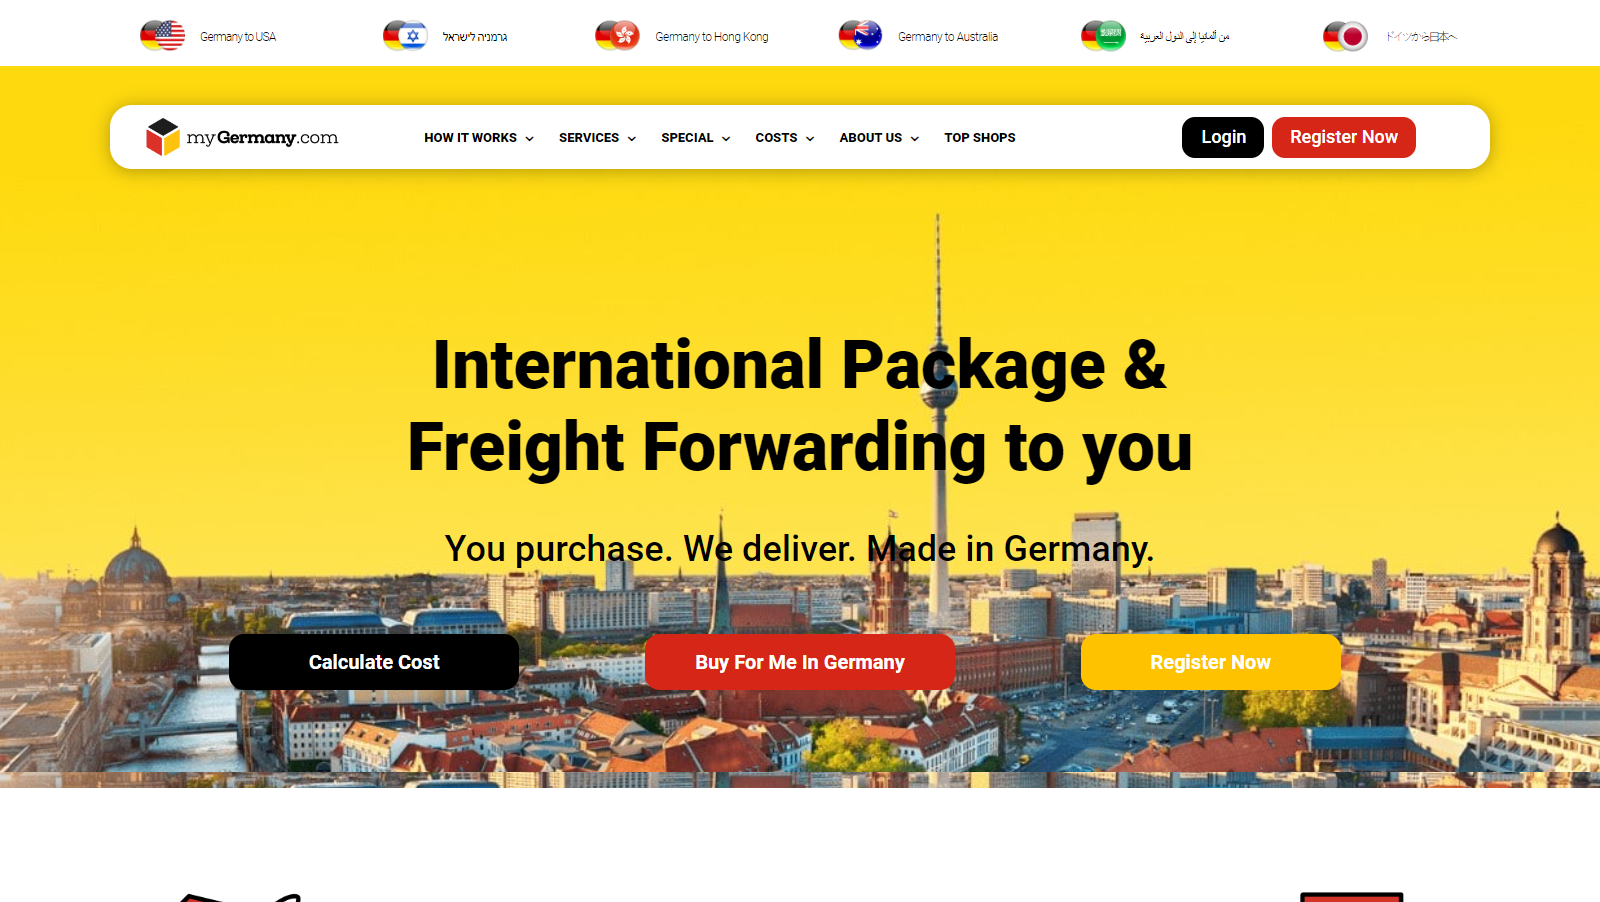 Germany to USA
גרמניה לישראל
Germany to Hong Kong
Germany to Australia
من ألمانيا إلى الدول العربية
ドイツから日本へ
myGermany.com
HOW IT WORKS
SERVICES
SPECIAL
COSTS
ABOUT US
TOP SHOPS
Login
Register Now
International Package &
Freight Forwarding to you
You purchase. We deliver. Made in Germany.
Calculate Cost
Buy For Me In Germany
Register Now